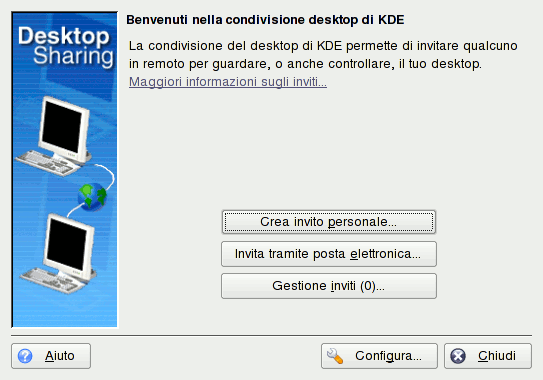 Desktop
Sharing
Benvenuti nella condivisione desktop di KDE
La condivisione del desktop di KDE permette di invitare qualcuno
in remoto per guardare, o anche controllare, il tuo desktop.
Maggiori informazioni sugli inviti...
Crea invito personale...
Invita tramite posta elettronica...
Gestione inviti (0)...
Aiuto
Configura...
Chiudi